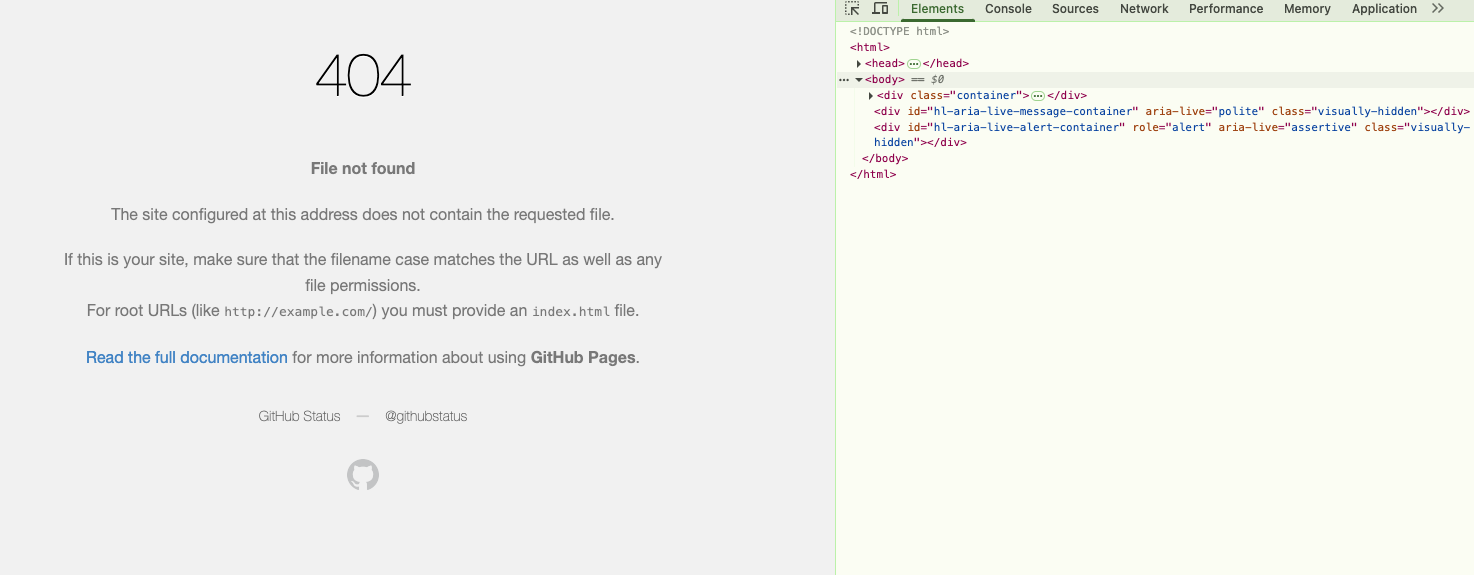 404
File not found
The site configured at this address does not contain the requested file.
If this is your site, make sure that the filename case matches the URL as well as any
file permissions.
For root URLs (like http://example.com/) you must provide an index.html file.
Read the full documentation for more information about using GitHub Pages.
GitHub Status — @githubstatus
Elements Console Sources Network Performance Memory Application
<!DOCTYPE html>
<html>
<head> … </head>
… <body> == $0
<div class="container"> … </div>
<div id="hl-aria-live-message-container" aria-live="polite" class="visually-hidden"></div>
<div id="hl-aria-live-alert-container" role="alert" aria-live="assertive" class="visually-
hidden"></div>
</body>
</html>